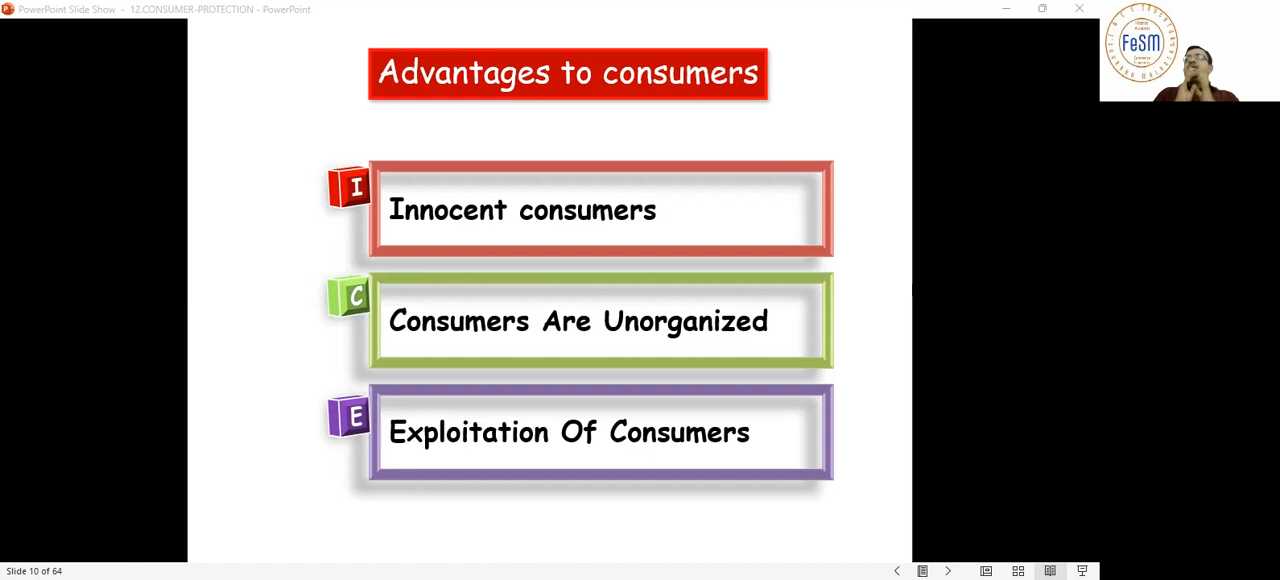 PowerPoint Slide Show - 12.CONSUMER-PROTECTION - PowerPoint
FeSM
Advantages to consumers
I
Innocent consumers
C
Consumers Are Unorganized
E
Exploitation Of Consumers
Slide 10 of 64